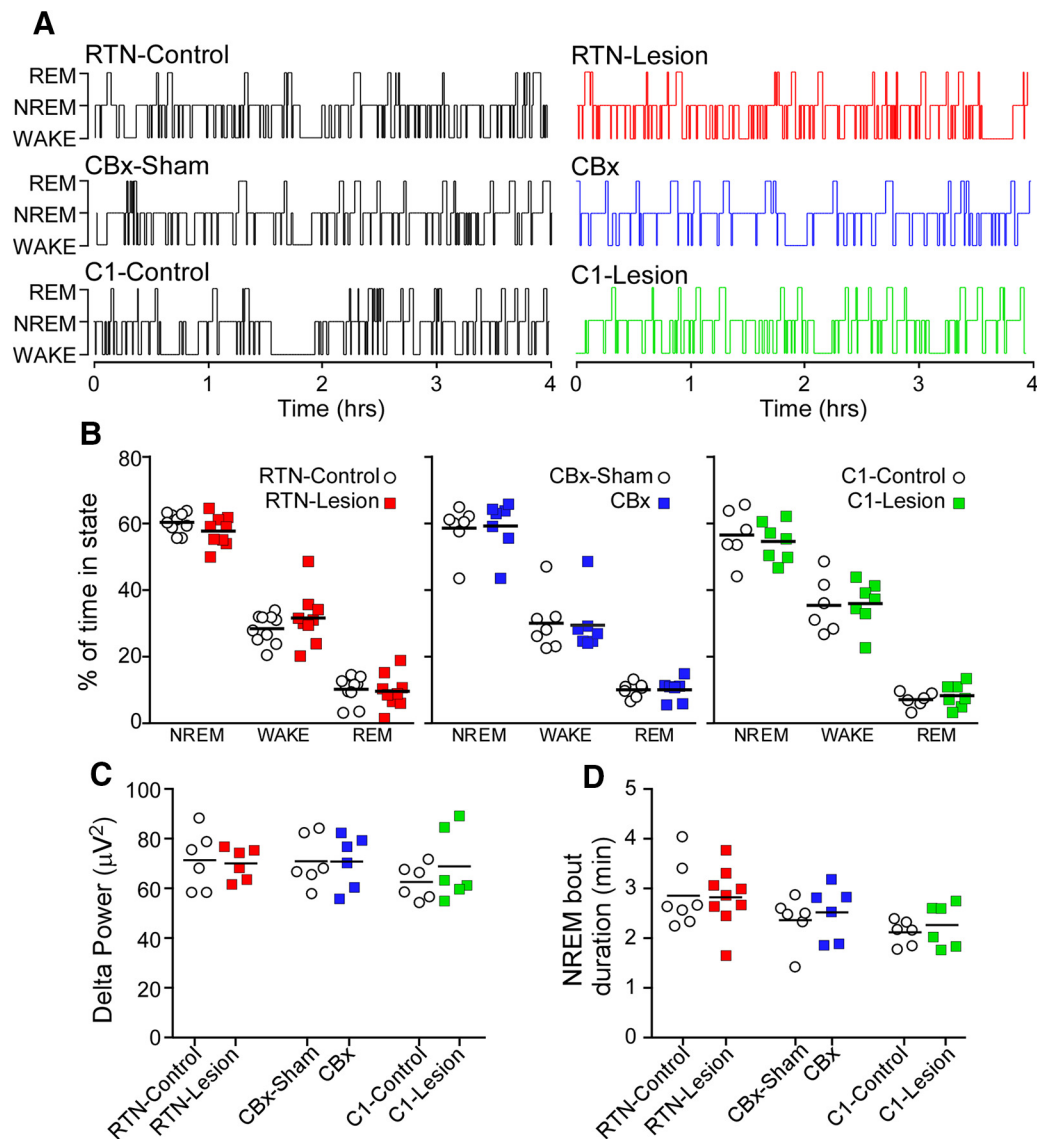 A
RTN-Control
REM
NREM
WAKE
RTN-Lesion
CBx-Sham
REM
NREM
WAKE
CBx
C1-Control
REM
NREM
WAKE
C1-Lesion
0 1 2 3 4
Time (hrs)
0 1 2 3 4
Time (hrs)
B
% of time in state
80
60
40
20
0
RTN-Control
RTN-Lesion
NREM WAKE REM
CBx-Sham
CBx
NREM WAKE REM
C1-Control
C1-Lesion
NREM WAKE REM
C
Delta Power (µV²)
100
80
60
40
20
0
RTN-Control
RTN-Lesion
CBx-Sham
CBx
C1-Control
C1-Lesion
D
NREM bout
duration (min)
5
4
3
2
1
0
RTN-Control
RTN-Lesion
CBx-Sham
CBx
C1-Control
C1-Lesion